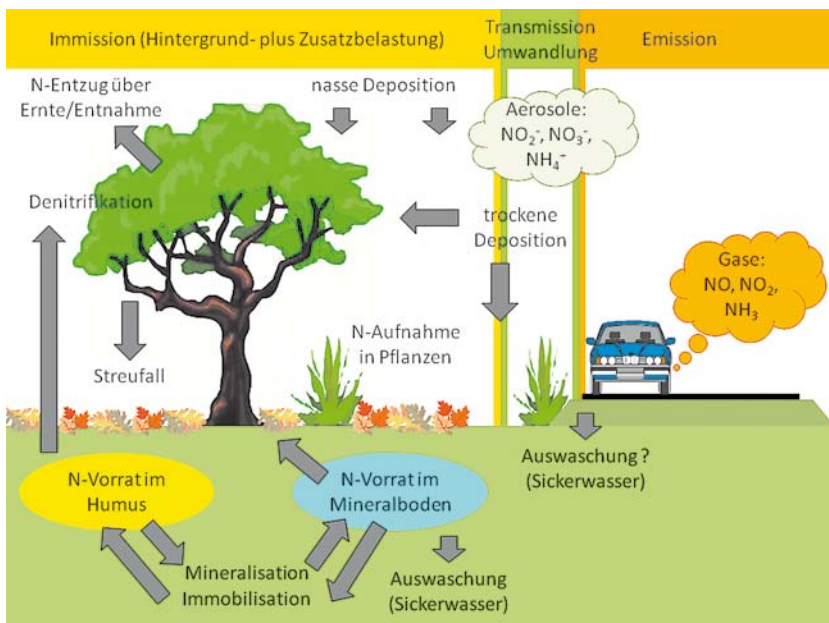 Immission (Hintergrund- plus Zusatzbelastung)
Transmission
Umwandlung
Emission
N-Entzug über
Ernte/Entnahme
nasse Deposition
Aerosole:
NO₂⁻, NO₃⁻,
NH₄⁻
Denitrifikation
trockene
Deposition
Gase:
NO, NO₂,
NH₃
N-Aufnahme
in Pflanzen
Streufall
Auswaschung ?
(Sickerwasser)
N-Vorrat im
Humus
N-Vorrat im
Mineralboden
Mineralisation
Immobilisation
Auswaschung
(Sickerwasser)